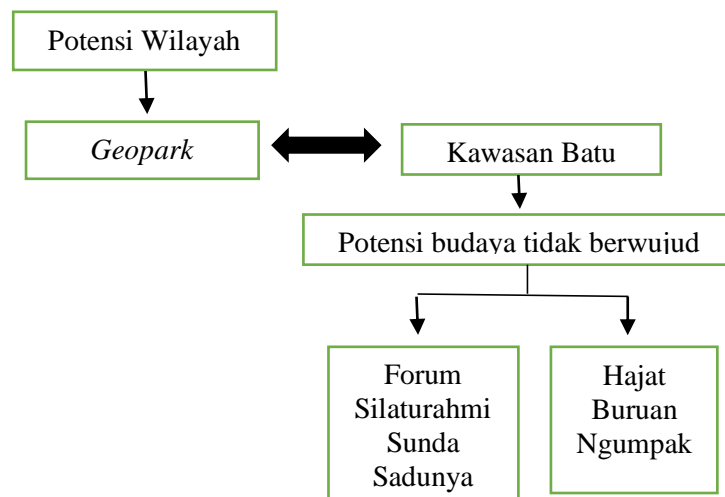 Potensi Wilayah
Geopark
Kawasan Batu
Potensi budaya tidak berwujud
Forum
Silaturahmi
Sunda
Sadunya
Hajat
Buruan
Ngumpak